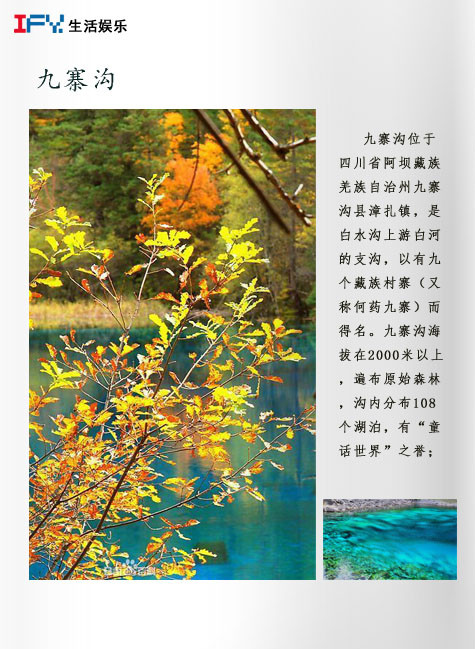 IFY 生活娱乐
九寨沟
九寨沟位于
四川省阿坝藏族
羌族自治州九寨
沟县漳扎镇，是
白水沟上游白河
的支沟，以有九
个藏族村寨（又
称何药九寨）而
得名。九寨沟海
拔在2000米以上
，遍布原始森林
，沟内分布108
个湖泊，有“童
话世界”之誉；